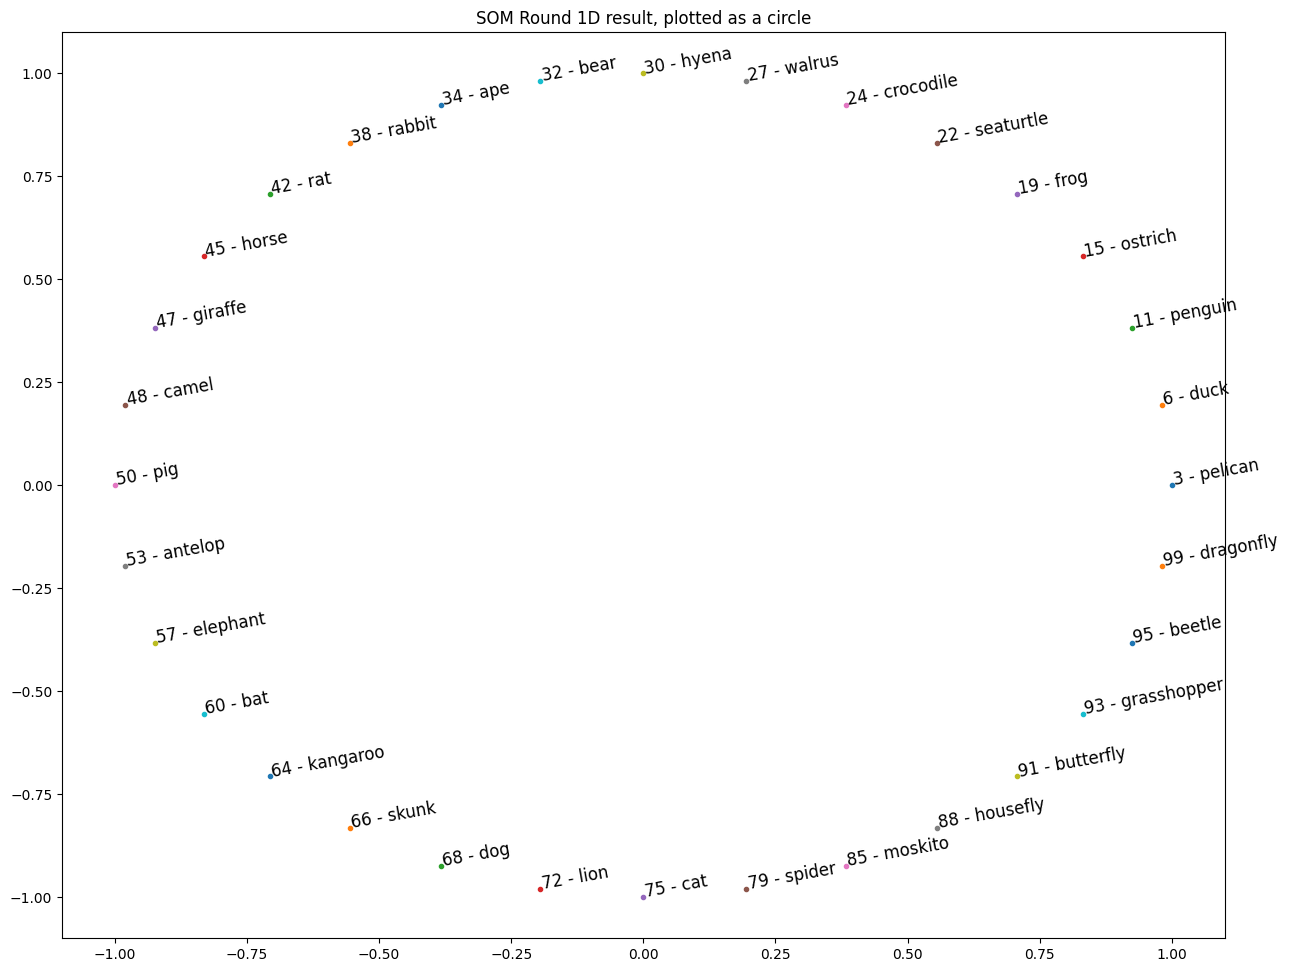 SOM Round 1D result, plotted as a circle
1.00
0.75
0.50
0.25
0.00
−0.25
−0.50
−0.75
−1.00
30 - hyena
32 - bear
27 - walrus
34 - ape
24 - crocodile
38 - rabbit
22 - seaturtle
42 - rat
19 - frog
45 - horse
15 - ostrich
47 - giraffe
11 - penguin
48 - camel
6 - duck
50 - pig
3 - pelican
53 - antelop
99 - dragonfly
57 - elephant
95 - beetle
60 - bat
93 - grasshopper
64 - kangaroo
91 - butterfly
66 - skunk
88 - housefly
68 - dog
85 - moskito
72 - lion
79 - spider
75 - cat
−1.00
−0.75
−0.50
−0.25
0.00
0.25
0.50
0.75
1.00